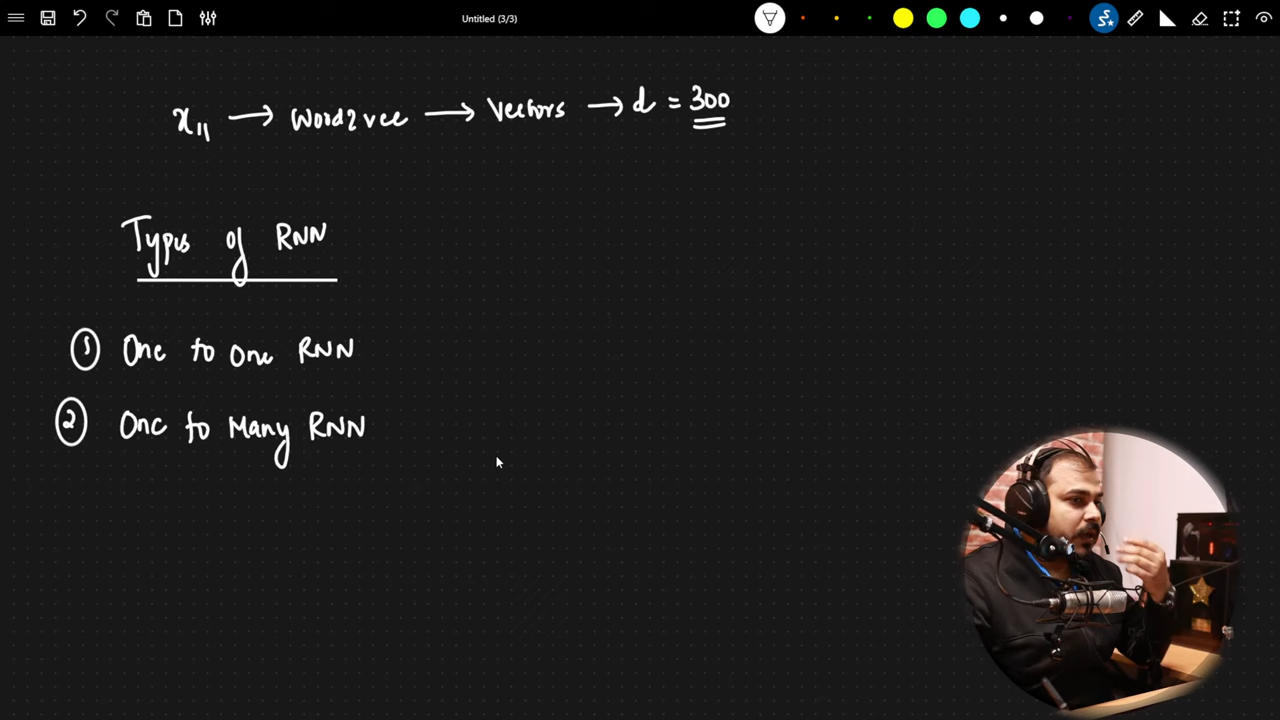 Untitled (3/3)
x11 → Word2vec → Vectors → d = 300
Types of RNN
① One to One RNN
② One to Many RNN